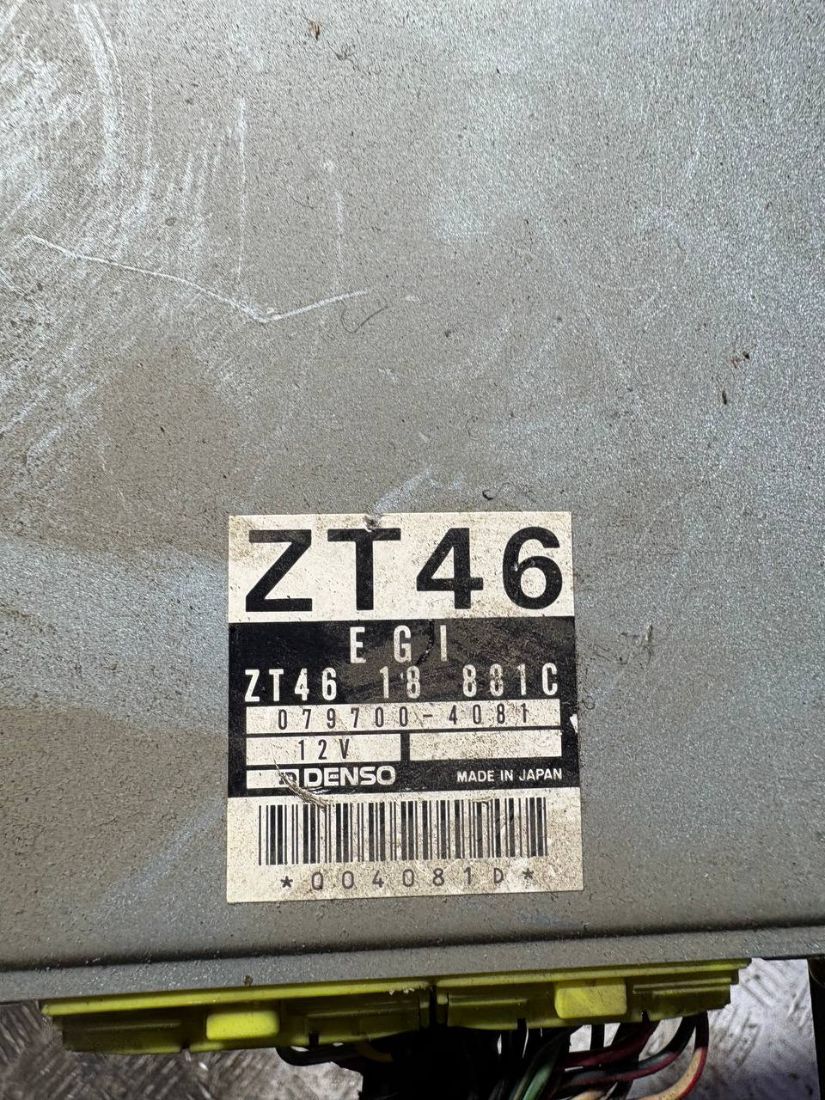 ZT46
EGI
ZT46 18 881C
079700-4081
12V
DENSO MADE IN JAPAN
*004081D*